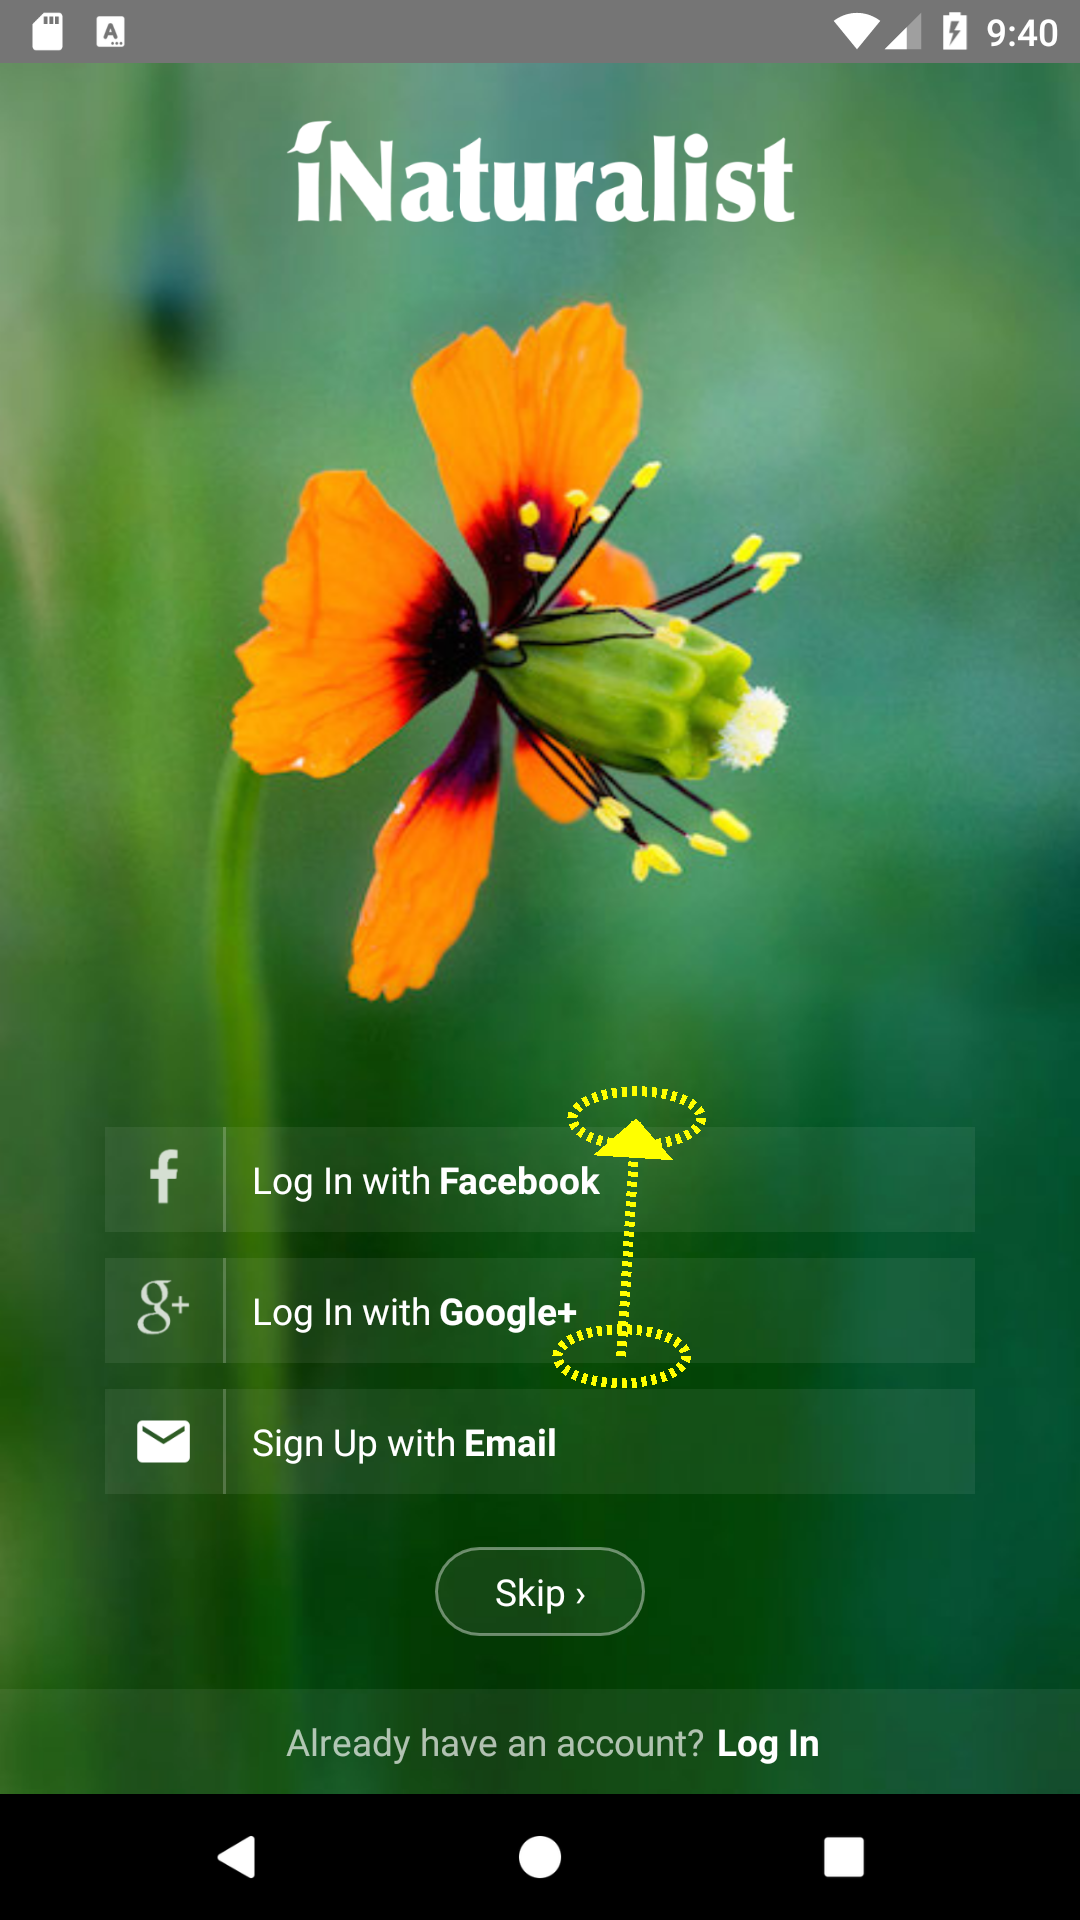 9:40
iNaturalist
Log In with Facebook
Log In with Google+
Sign Up with Email
Skip ›
Already have an account? Log In